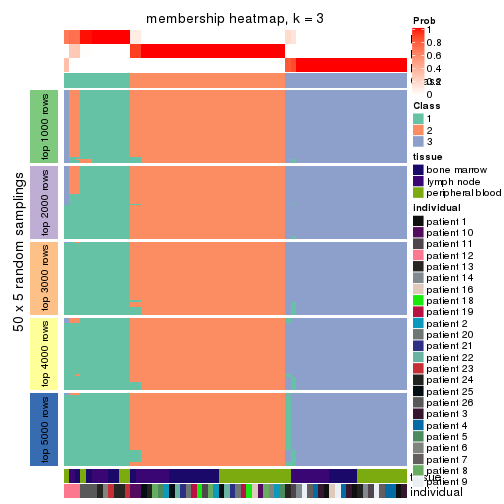 membership heatmap, k = 3
50 x 5 random samplings
top 1000 rows
top 2000 rows
top 3000 rows
top 4000 rows
top 5000 rows
Prob
1
0.8
0.6
0.4
0.2
0
Class
1
2
3
tissue
bone marrow
lymph node
peripheral blood
individual
patient 1
patient 10
patient 11
patient 12
patient 13
patient 14
patient 16
patient 18
patient 19
patient 2
patient 20
patient 21
patient 22
patient 23
patient 24
patient 25
patient 26
patient 3
patient 4
patient 5
patient 6
patient 7
patient 8
patient 9
individual